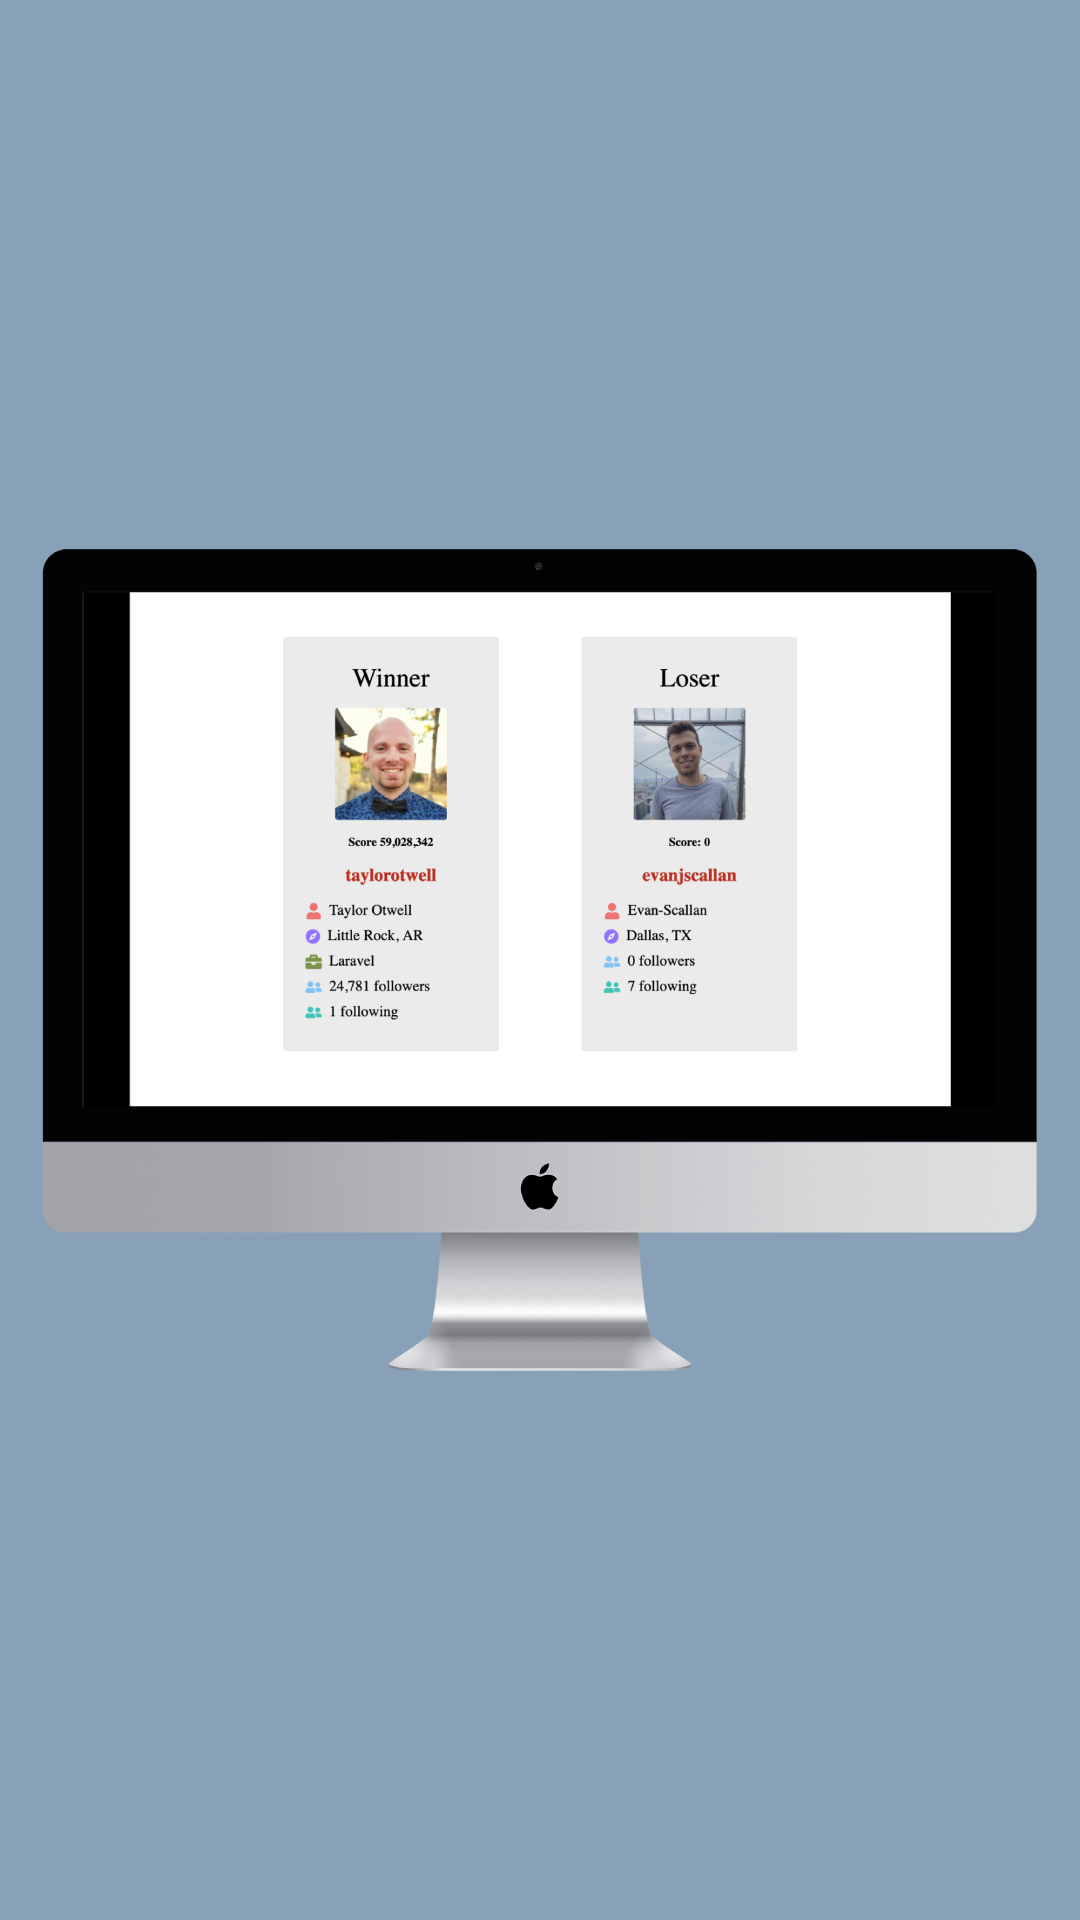 Winner
Score 59,028,342
taylorotwell
Taylor Otwell
Little Rock, AR
Laravel
24,781 followers
1 following
Loser
Score: 0
evanjscallan
Evan-Scallan
Dallas, TX
0 followers
7 following